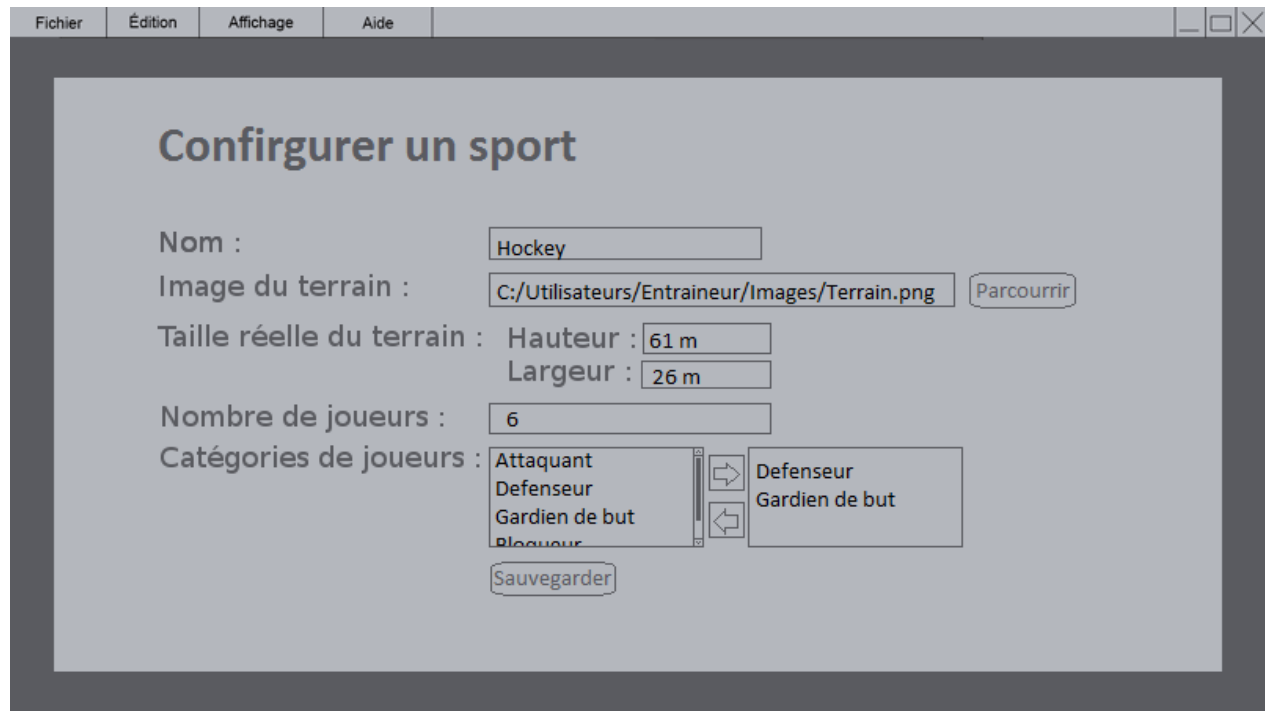 Fichier Édition Affichage Aide
Confirgurer un sport
Nom : Hockey
Image du terrain : C:/Utilisateurs/Entraineur/Images/Terrain.png Parcourrir
Taille réelle du terrain : Hauteur : 61 m
Largeur : 26 m
Nombre de joueurs : 6
Catégories de joueurs :
Attaquant
Defenseur
Gardien de but
Bloqueur
Defenseur
Gardien de but
Sauvegarder